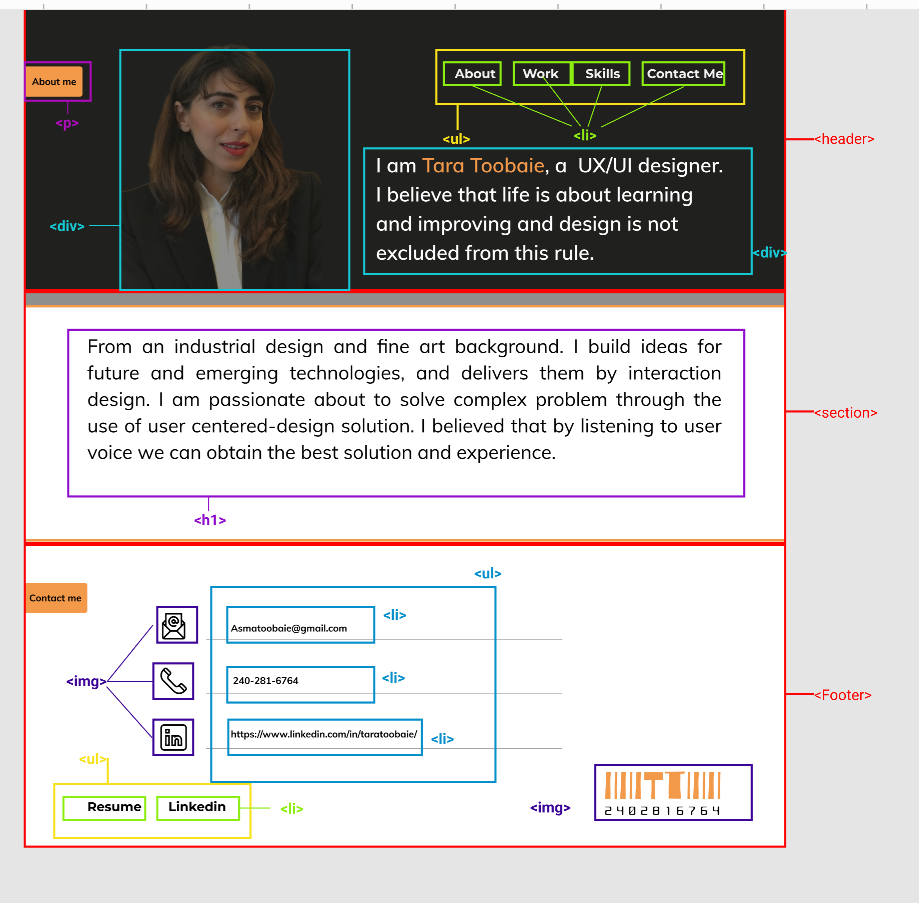 About me
<p>
About Work Skills Contact Me
<ul>
<li>
<header>
I am Tara Toobaie, a UX/UI designer.
I believe that life is about learning
and improving and design is not
excluded from this rule.
<div>
<div>
From an industrial design and fine art background. I build ideas for
future and emerging technologies, and delivers them by interaction
design. I am passionate about to solve complex problem through the
use of user centered-design solution. I believed that by listening to user
voice we can obtain the best solution and experience.
<section>
<h1>
<ul>
Contact me
<li>
Asmatoobaie@gmail.com
<img>
240-281-6764
<li>
<Footer>
https://www.linkedin.com/in/taratoobaie/
<li>
<ul>
Resume Linkedin
<li>
<img>
2402816764